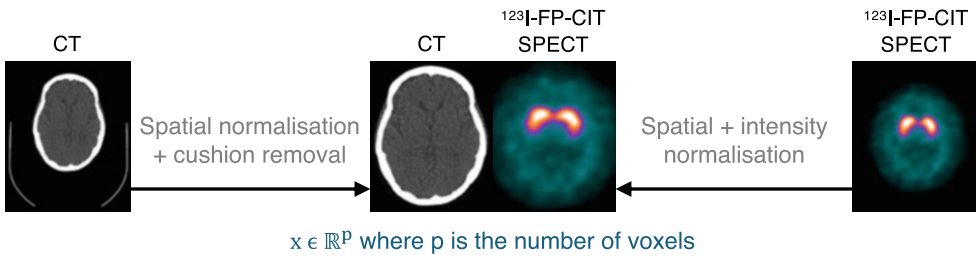 CT
Spatial normalisation
+ cushion removal
CT
¹²³I-FP-CIT
SPECT
Spatial + intensity
normalisation
¹²³I-FP-CIT
SPECT
x ϵ ℝᵖ where p is the number of voxels